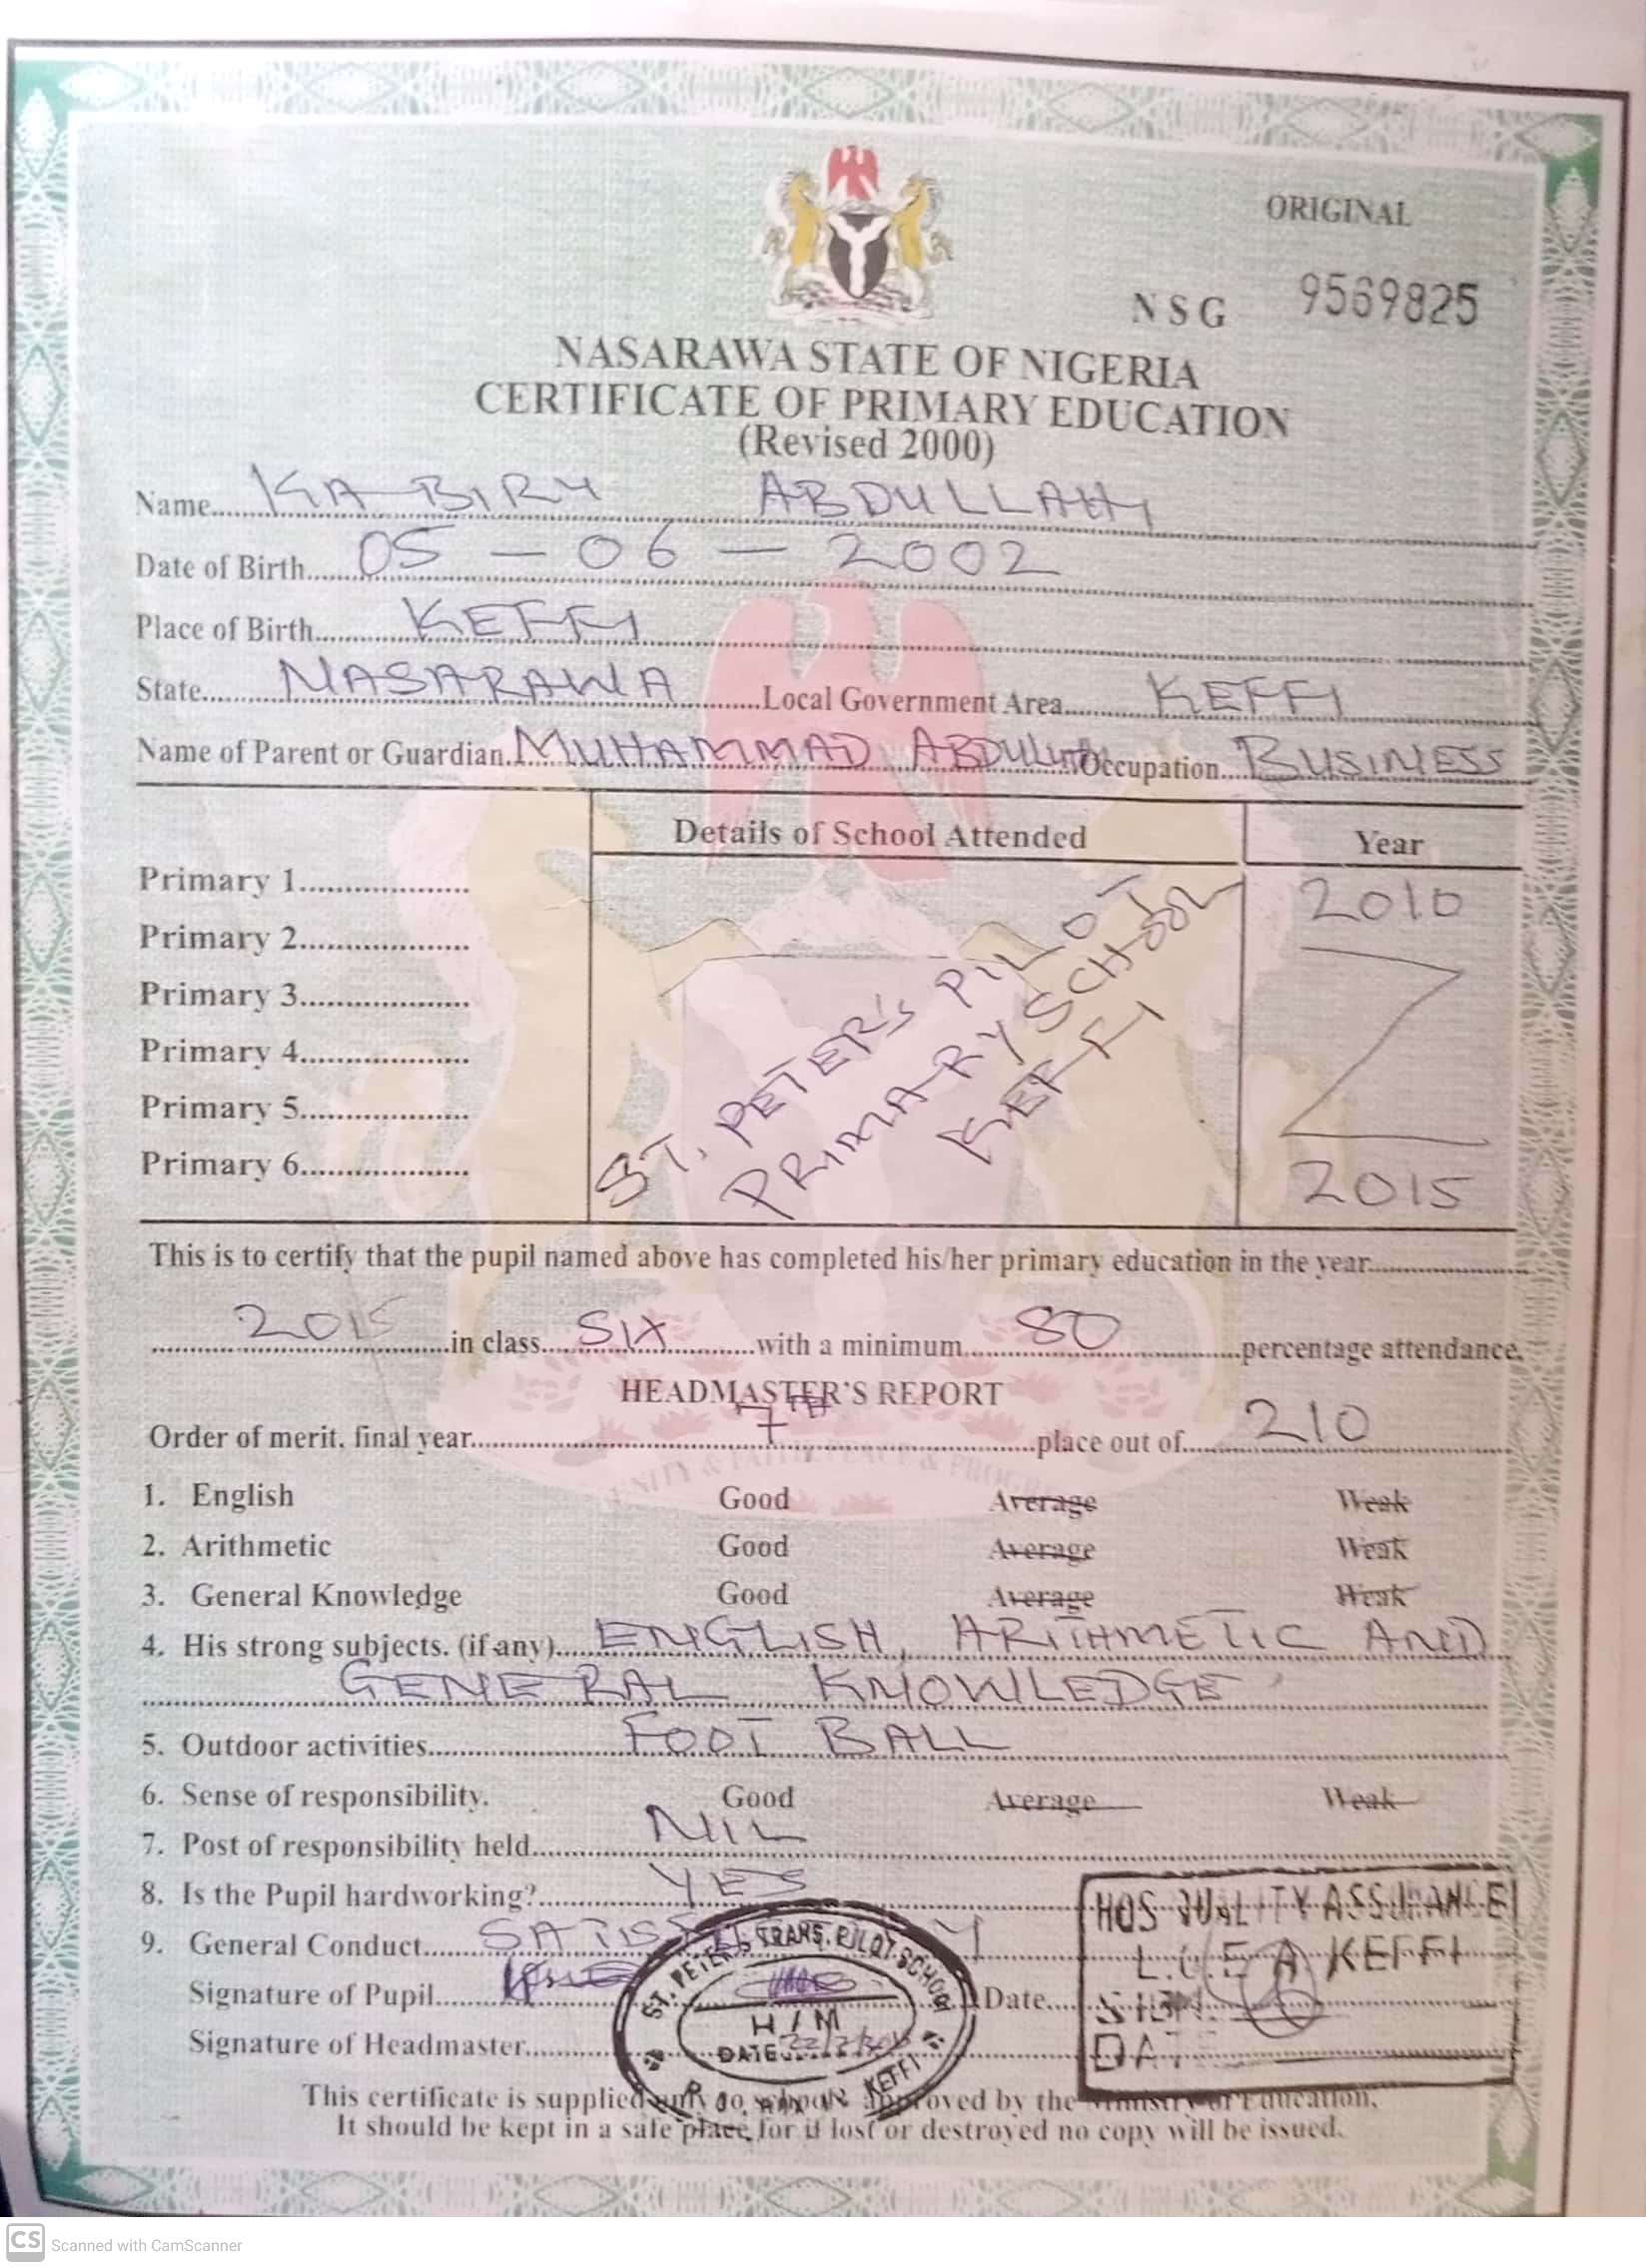 ORIGINAL
NSG 9569825
NASARAWA STATE OF NIGERIA
CERTIFICATE OF PRIMARY EDUCATION
(Revised 2000)
Name KABIRU ABDULLAHI
Date of Birth 05 - 06 - 2002
Place of Birth KEFFI
State NASARAWA Local Government Area KEFFI
Name of Parent or Guardian MUHAMMAD Occupation BUSINESS
Details of School Attended Year
Primary 1 2010
Primary 2
Primary 3
Primary 4
Primary 5
Primary 6 2015
ST. PETER'S PILOT
PRIMARY SCHOOL
KEFFI
This is to certify that the pupil named above has completed his/her primary education in the year
2015 in class SIX with a minimum 80 percentage attendance.
HEADMASTER'S REPORT
Order of merit. final year 7TH place out of 210
UNITY & FAITH PEACE & PROGRESS
1. English Good Average Weak
2. Arithmetic Good Average Weak
3. General Knowledge Good Average Weak
4. His strong subjects. (if any) ENGLISH, ARITHMETIC AND
GENERAL KNOWLEDGE
5. Outdoor activities FOOT BALL
6. Sense of responsibility. Good Average Weak
7. Post of responsibility held NIL
8. Is the Pupil hardworking? YES
9. General Conduct
Signature of Pupil Date
Signature of Headmaster
ST. PETER'S TRANS. PILOT SCHOOL
H/M
DATE
KEFFI
HOS QUALITY ASSURANCE
L.G.E.A KEFFI
SIGN
DATE
This certificate is supplied only to schools approved by the Ministry of Education.
It should be kept in a safe place, for if lost or destroyed no copy will be issued.
CS Scanned with CamScanner